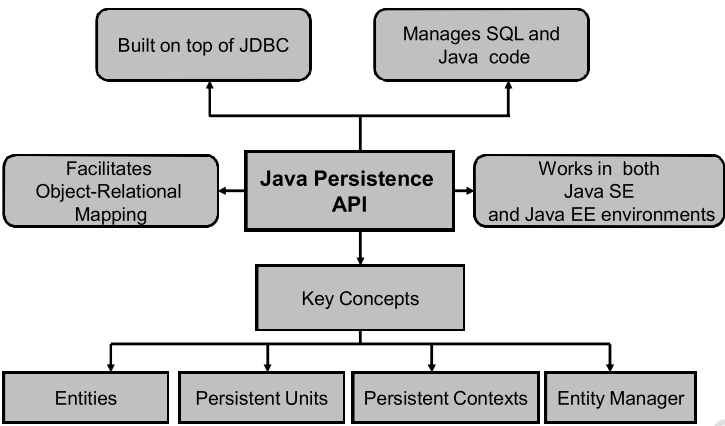 Built on top of JDBC
Manages SQL and
Java code
Facilitates
Object-Relational
Mapping
Java Persistence
API
Works in both
Java SE
and Java EE environments
Key Concepts
Entities
Persistent Units
Persistent Contexts
Entity Manager